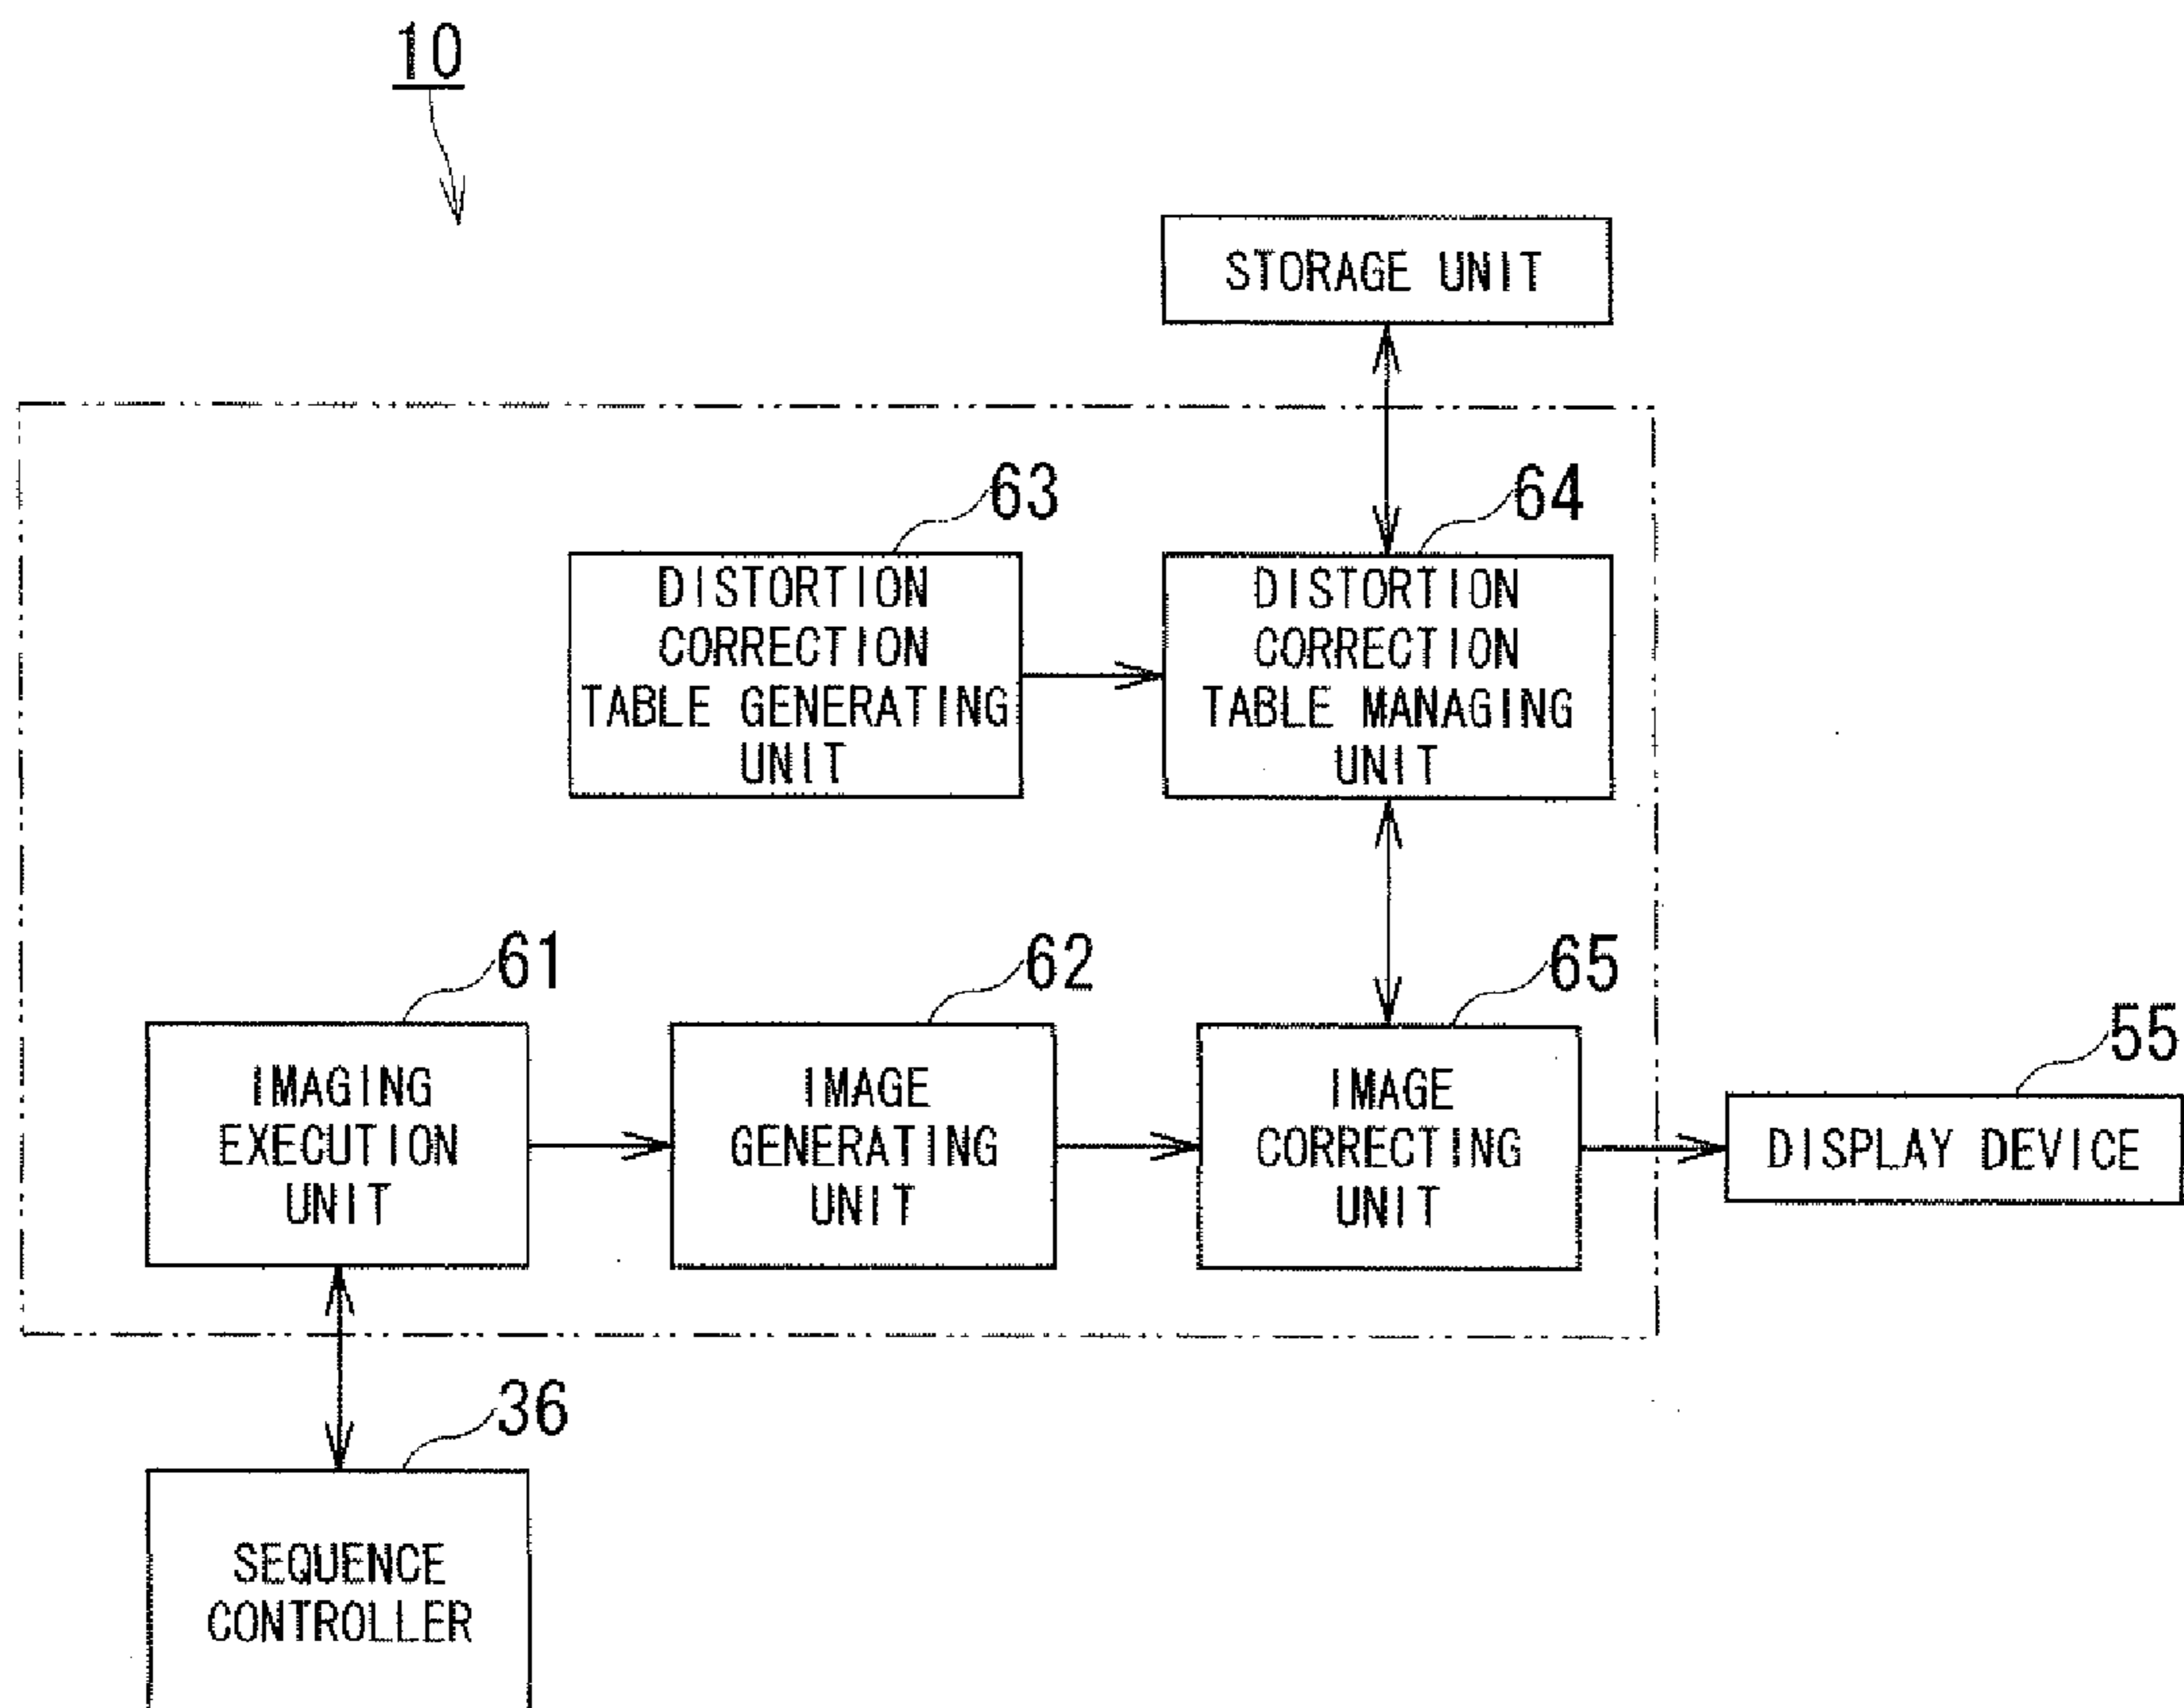 10
STORAGE UNIT
63
DISTORTION
CORRECTION
TABLE GENERATING
UNIT
64
DISTORTION
CORRECTION
TABLE MANAGING
UNIT
61
IMAGING
EXECUTION
UNIT
62
IMAGE
GENERATING
UNIT
65
IMAGE
CORRECTING
UNIT
55
DISPLAY DEVICE
36
SEQUENCE
CONTROLLER